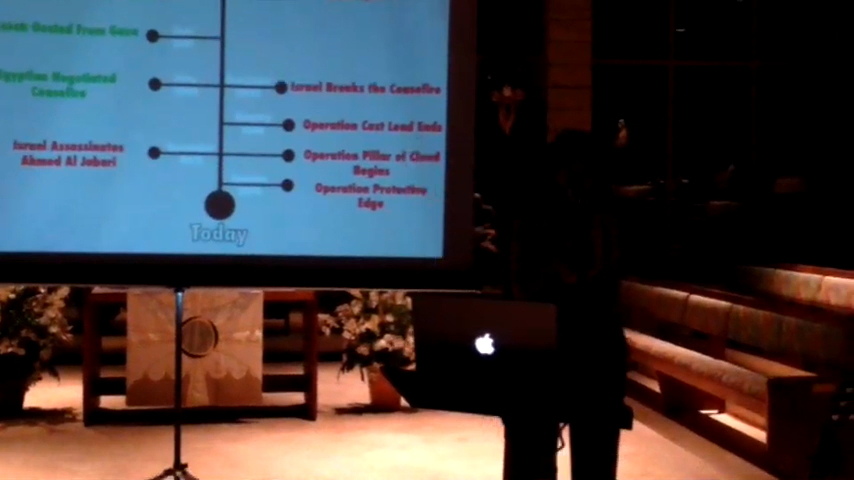 Ousted From Gaza
Egyptian Negotiated
Ceasefire
Israel Breaks the Ceasefire
Operation Cast Lead Ends
Israel Assassinates
Ahmed Al Jabari
Operation Pillar of Cloud
Begins
Operation Protective
Edge
Today